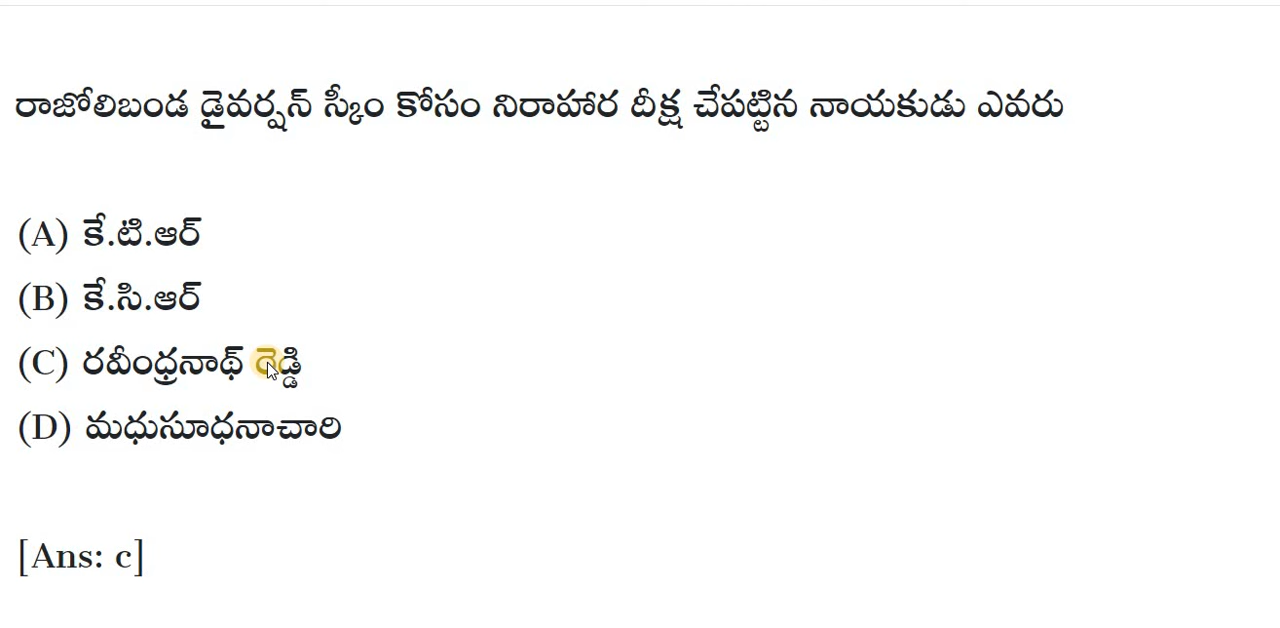 రాజోలిబండ డైవర్షన్ స్కీం కోసం నిరాహార దీక్ష చేపట్టిన నాయకుడు ఎవరు
(A) కే.టి.ఆర్
(B) కే.సి.ఆర్
(C) రవీంధ్రనాథ్ రెడ్డి
(D) మధుసూధనాచారి
[Ans: c]